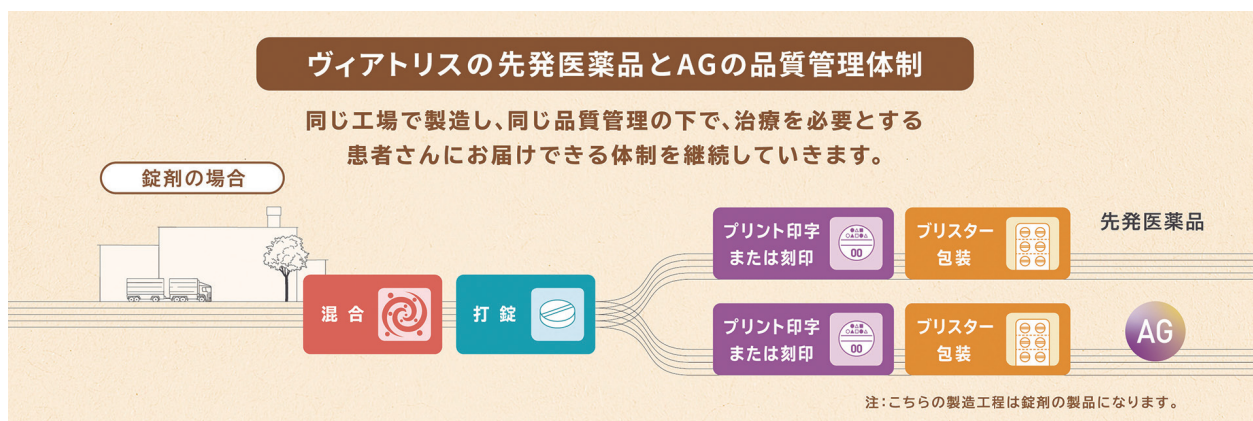 ヴィアトリスの先発医薬品とAGの品質管理体制
同じ工場で製造し、同じ品質管理の下で、治療を必要とする
患者さんにお届けできる体制を継続していきます。
錠剤の場合
混合
打錠
プリント印字
または刻印
00
ブリスター
包装
先発医薬品
プリント印字
または刻印
00
ブリスター
包装
AG
注：こちらの製造工程は錠剤の製品になります。